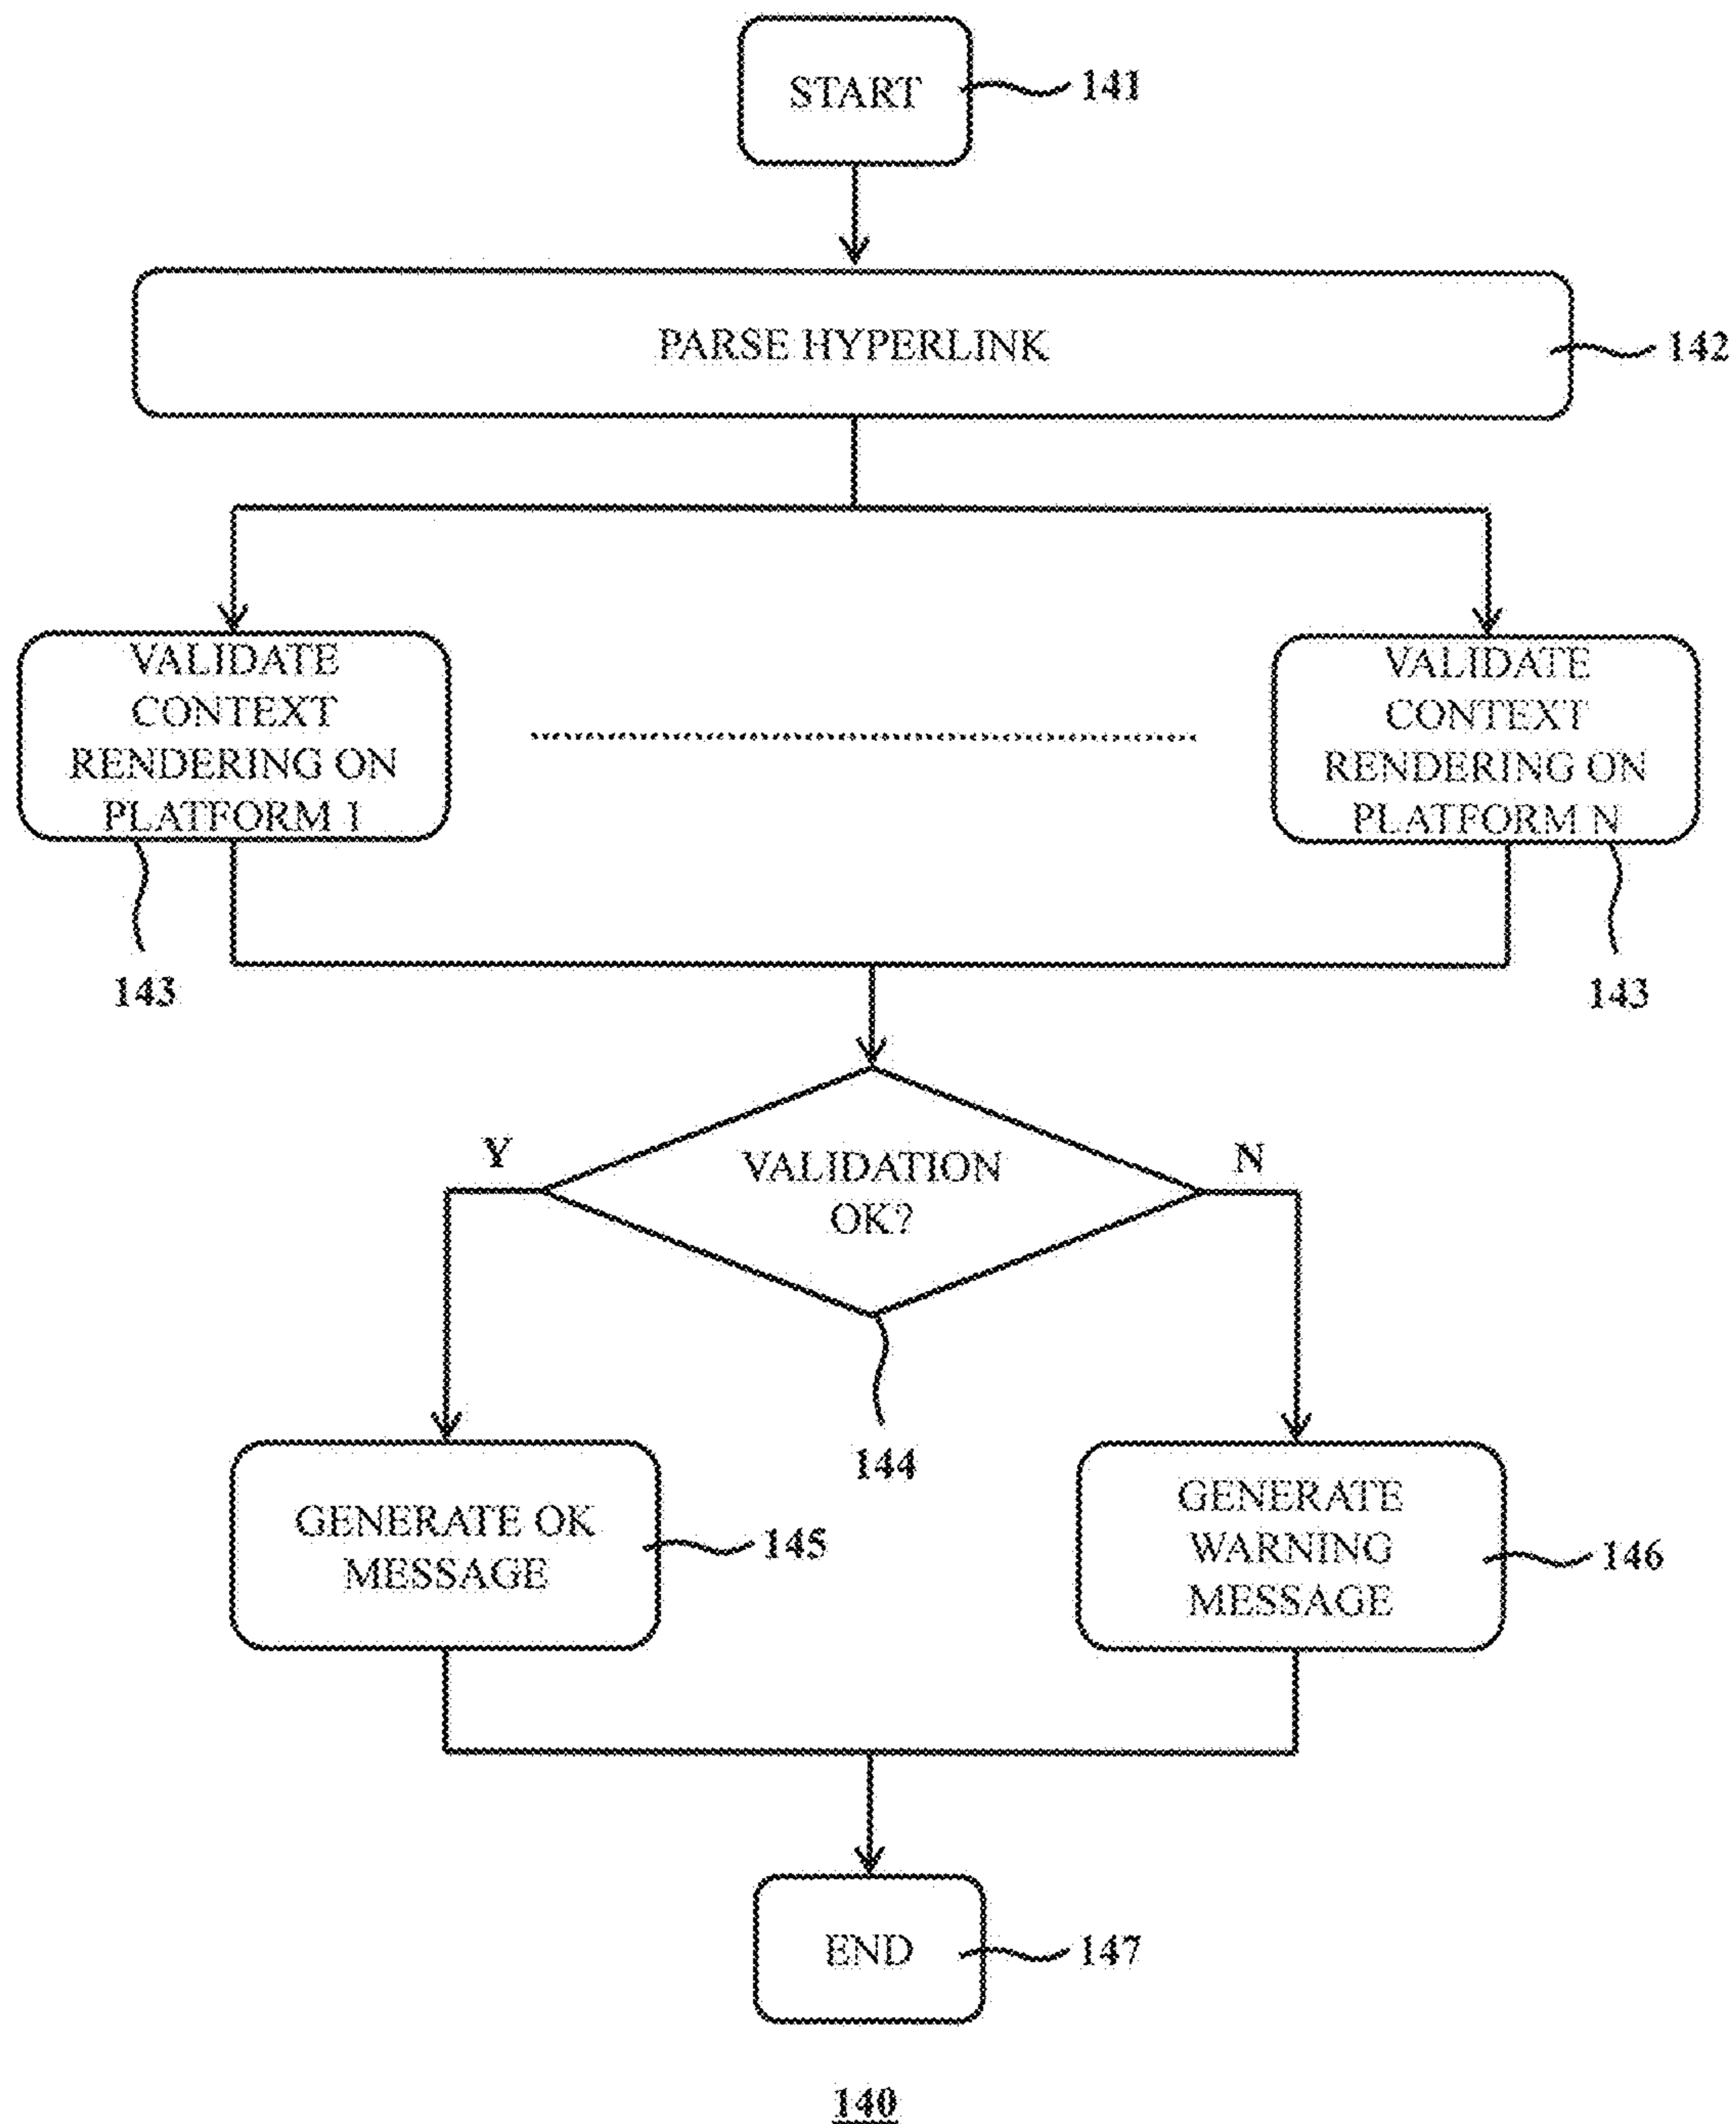 START
141
PARSE HYPERLINK
142
VALIDATE
CONTEXT
RENDERING ON
PLATFORM 1
VALIDATE
CONTEXT
RENDERING ON
PLATFORM N
143
143
Y
VALIDATION
OK?
N
144
GENERATE OK
MESSAGE
145
GENERATE
WARNING
MESSAGE
146
END
147
140